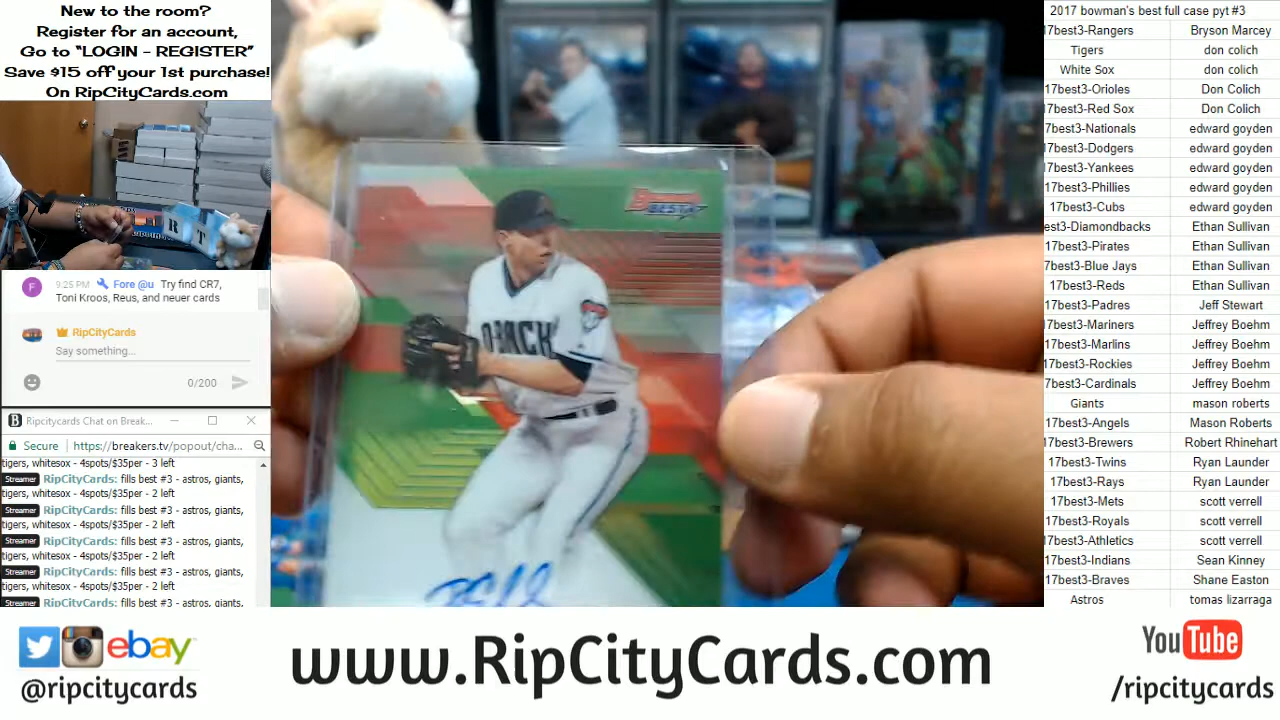 New to the room?
Register for an account,
Go to "LOGIN - REGISTER"
Save $15 off your 1st purchase!
On RipCityCards.com
R T
F 9:25 PM Fore @u Try find CR7,
Toni Kroos, Reus, and neuer cards
RipCityCards
Say something...
0/200
B Ripcitycards Chat on Break...
Secure https://breakers.tv/popout/cha...
tigers, whitesox - 4spots/$35per - 3 left
Streamer RipCityCards: fills best #3 - astros, giants,
tigers, whitesox - 4spots/$35per - 2 left
Streamer RipCityCards: fills best #3 - astros, giants,
tigers, whitesox - 4spots/$35per - 2 left
Streamer RipCityCards: fills best #3 - astros, giants,
tigers, whitesox - 4spots/$35per - 2 left
Streamer RipCityCards: fills best #3 - astros, giants,
tigers, whitesox - 4spots/$35per - 2 left
Streamer RipCityCards: fills best #3 - astros, giants,
Bowman's
BEST
D-BACK
2017 bowman's best full case pyt #3
17best3-Rangers Bryson Marcey
Tigers don colich
White Sox don colich
17best3-Orioles Don Colich
17best3-Red Sox Don Colich
7best3-Nationals edward goyden
7best3-Dodgers edward goyden
7best3-Yankees edward goyden
17best3-Phillies edward goyden
17best3-Cubs edward goyden
est3-Diamondbacks Ethan Sullivan
17best3-Pirates Ethan Sullivan
est3-Blue Jays Ethan Sullivan
17best3-Reds Ethan Sullivan
17best3-Padres Jeff Stewart
7best3-Mariners Jeffrey Boehm
17best3-Marlins Jeffrey Boehm
7best3-Rockies Jeffrey Boehm
7best3-Cardinals Jeffrey Boehm
Giants mason roberts
17best3-Angels Mason Roberts
7best3-Brewers Robert Rhinehart
17best3-Twins Ryan Launder
17best3-Rays Ryan Launder
17best3-Mets scott verrell
17best3-Royals scott verrell
7best3-Athletics scott verrell
17best3-Indians Sean Kinney
17best3-Braves Shane Easton
Astros tomas lizarraga
ebay
@ripcitycards
www.RipCityCards.com
YouTube
/ripcitycards